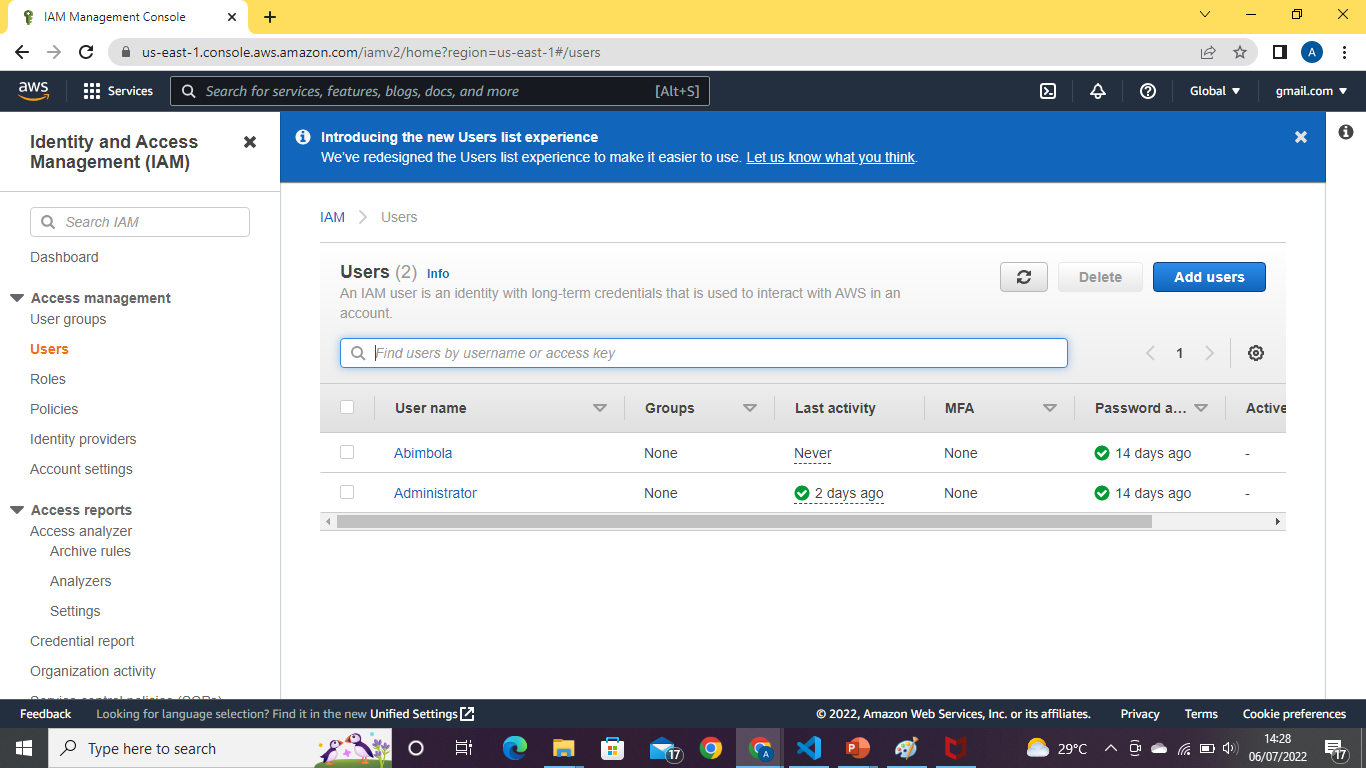 IAM Management Console
us-east-1.console.aws.amazon.com/iamv2/home?region=us-east-1#/users
A
aws
Services
Search for services, features, blogs, docs, and more
[Alt+S]
Global
gmail.com
Identity and Access
Management (IAM)
Search IAM
Dashboard
Access management
User groups
Users
Roles
Policies
Identity providers
Account settings
Access reports
Access analyzer
Archive rules
Analyzers
Settings
Credential report
Organization activity
Service control policies (SCPs)
Introducing the new Users list experience
We've redesigned the Users list experience to make it easier to use. Let us know what you think.
IAM
Users
Users (2) Info
An IAM user is an identity with long-term credentials that is used to interact with AWS in an
account.
Delete
Add users
Find users by username or access key
1
User name Groups Last activity MFA Password a... Active
Abimbola None Never None 14 days ago -
Administrator None 2 days ago None 14 days ago -
Feedback Looking for language selection? Find it in the new Unified Settings
© 2022, Amazon Web Services, Inc. or its affiliates. Privacy Terms Cookie preferences
Type here to search
17
A
29°C
14:28
06/07/2022
17